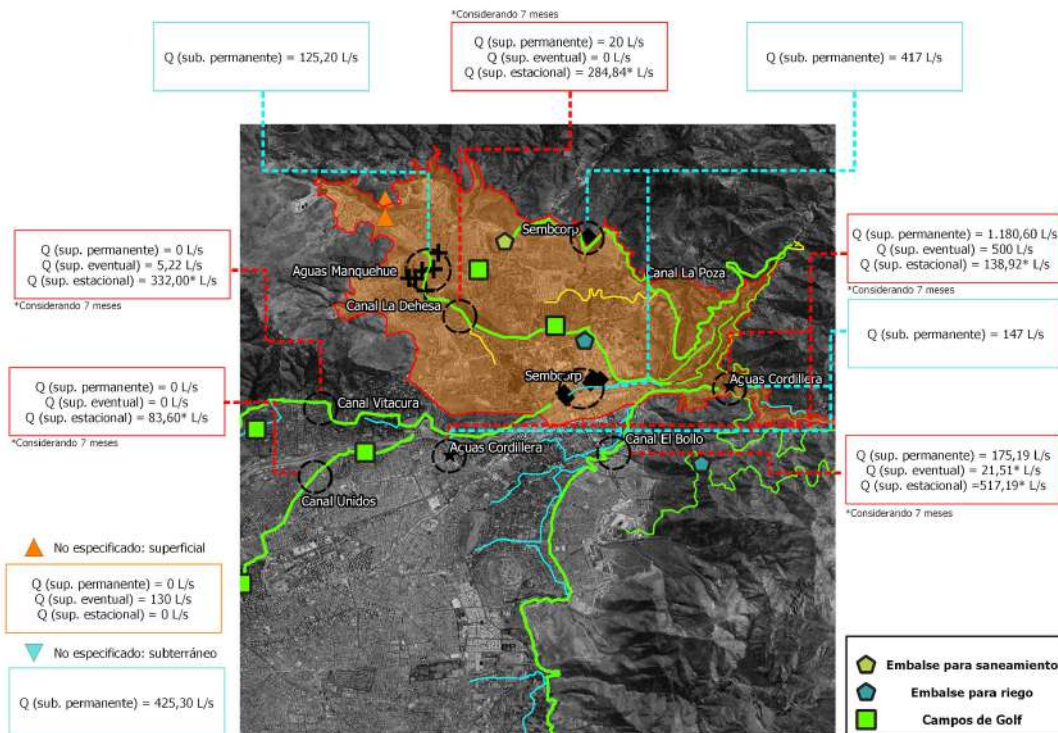 *Considerando 7 meses
Q (sub. permanente) = 125,20 L/s
Q (sup. permanente) = 20 L/s
Q (sup. eventual) = 0 L/s
Q (sup. estacional) = 284,84* L/s
Q (sub. permanente) = 417 L/s
Q (sup. permanente) = 0 L/s
Q (sup. eventual) = 5,22 L/s
Q (sup. estacional) = 332,00* L/s
*Considerando 7 meses
Q (sup. permanente) = 0 L/s
Q (sup. eventual) = 0 L/s
Q (sup. estacional) = 83,60* L/s
*Considerando 7 meses
Sembcorp
Aguas Manquehue
Canal La Poza
Canal La Dehesa
Sembcorp
Aguas Cordillera
Canal Vitacura
Aguas Cordillera
Canal El Bollo
Canal Unidos
Q (sup. permanente) = 1.180,60 L/s
Q (sup. eventual) = 500 L/s
Q (sup. estacional) = 138,92* L/s
*Considerando 7 meses
Q (sub. permanente) = 147 L/s
Q (sup. permanente) = 175,19 L/s
Q (sup. eventual) = 21,51* L/s
Q (sup. estacional) =517,19* L/s
*Considerando 7 meses
No especificado: superficial
Q (sup. permanente) = 0 L/s
Q (sup. eventual) = 130 L/s
Q (sup. estacional) = 0 L/s
No especificado: subterráneo
Q (sub. permanente) = 425,30 L/s
Embalse para saneamiento
Embalse para riego
Campos de Golf